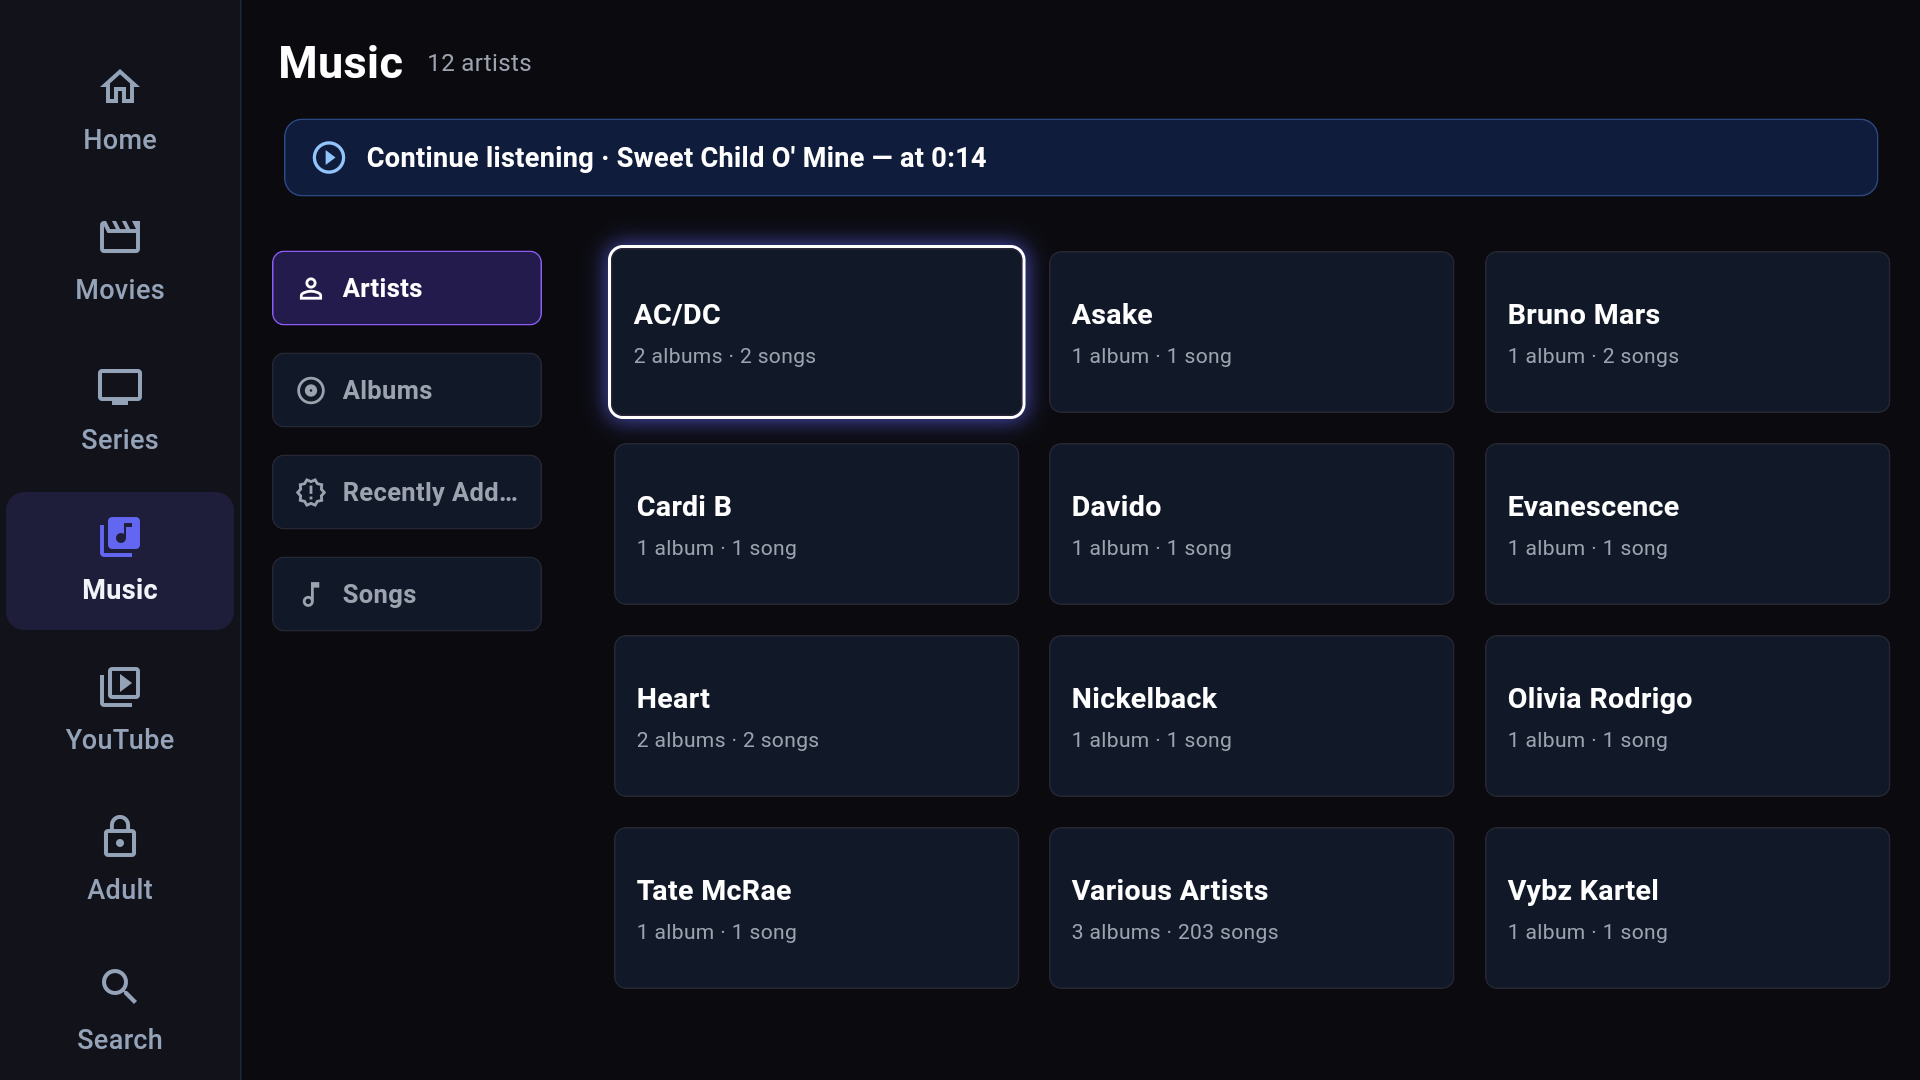 Home
Movies
Series
Music
YouTube
Adult
Search
Music
12 artists
Continue listening · Sweet Child O' Mine — at 0:14
Artists
Albums
Recently Add...
Songs
AC/DC
2 albums · 2 songs
Asake
1 album · 1 song
Bruno Mars
1 album · 2 songs
Cardi B
1 album · 1 song
Davido
1 album · 1 song
Evanescence
1 album · 1 song
Heart
2 albums · 2 songs
Nickelback
1 album · 1 song
Olivia Rodrigo
1 album · 1 song
Tate McRae
1 album · 1 song
Various Artists
3 albums · 203 songs
Vybz Kartel
1 album · 1 song